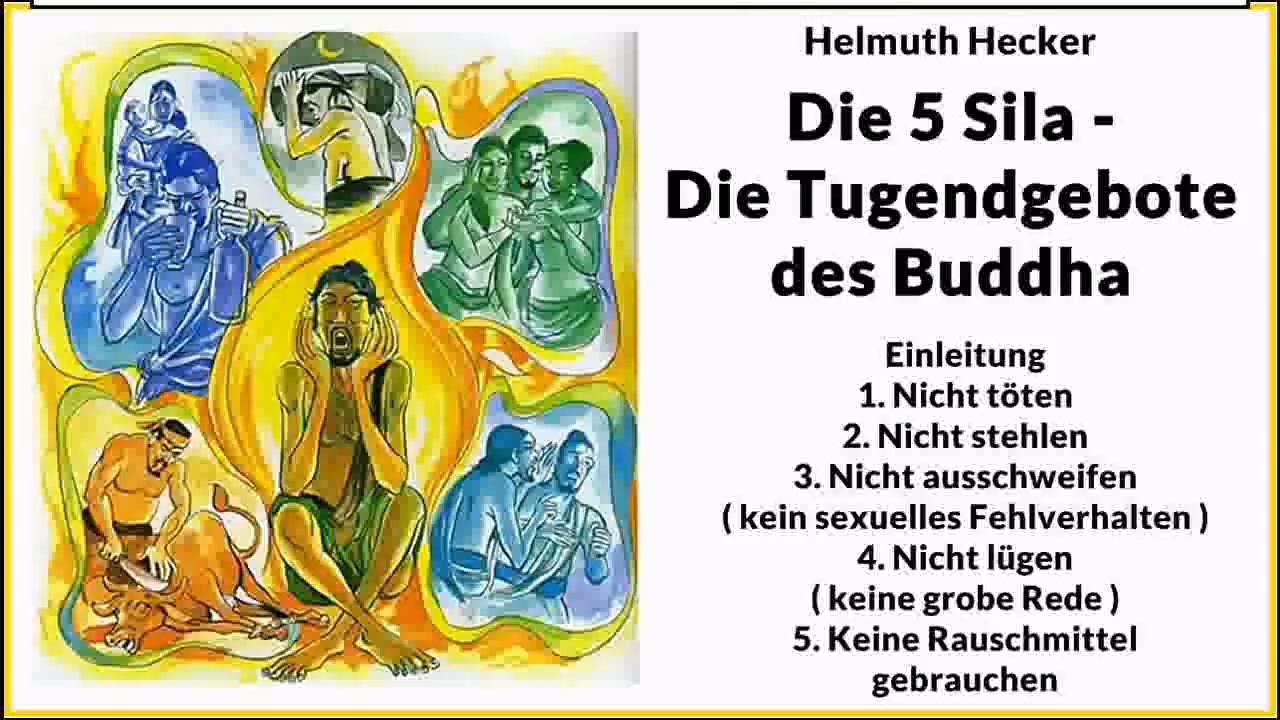 Helmuth Hecker
Die 5 Sila -
Die Tugendgebote
des Buddha
Einleitung
1. Nicht töten
2. Nicht stehlen
3. Nicht ausschweifen
( kein sexuelles Fehlverhalten )
4. Nicht lügen
( keine grobe Rede )
5. Keine Rauschmittel
gebrauchen